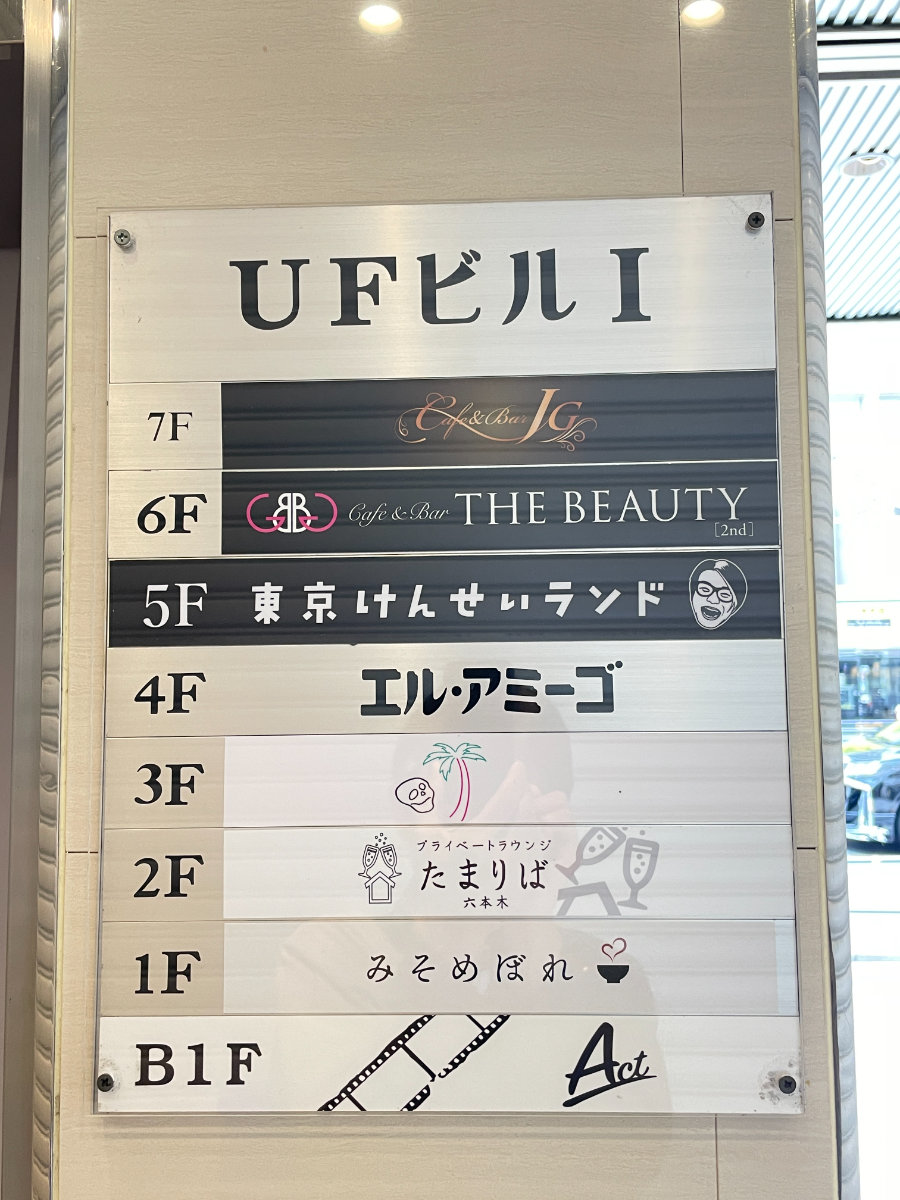 UFビル I
7F Cafe&Bar JG
6F Cafe & Bar THE BEAUTY
[2nd]
5F 東京けんせいランド
4F エル・アミーゴ
3F
2F プライベートラウンジ
たまりば
六本木
1F みそめぼれ
B1F Act